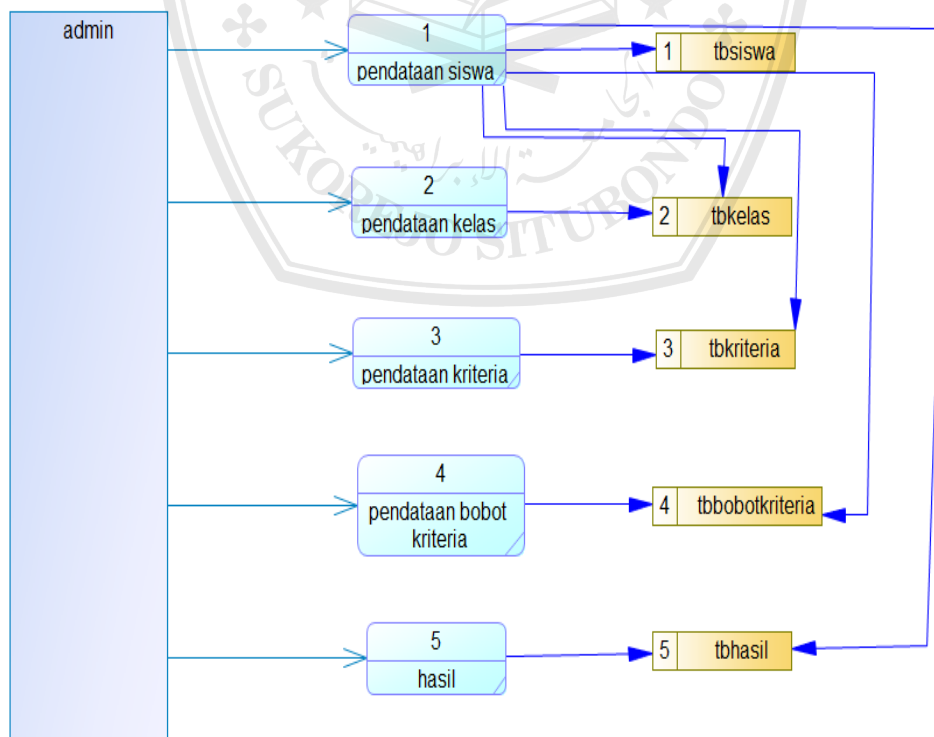 admin
1
pendataan siswa
1 tbsiswa
2
pendataan kelas
2 tbkelas
3
pendataan kriteria
3 tbkriteria
4
pendataan bobot
kriteria
4 tbbobotkriteria
5
hasil
5 tbhasil
SUKOREJO SITUBONDO